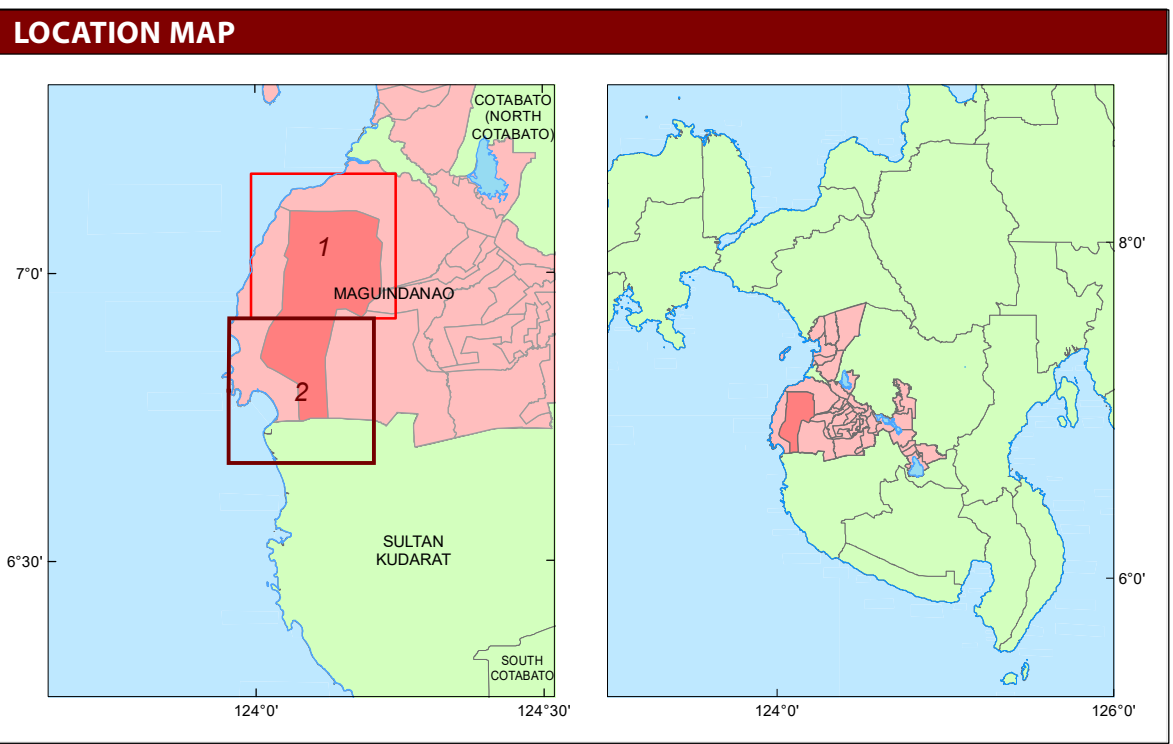 LOCATION MAP
COTABATO
(NORTH
COTABATO)
1
7°0'
MAGUINDANAO
2
6°30'
SULTAN
KUDARAT
SOUTH
COTABATO
124°0'
124°30'
8°0'
6°0'
124°0'
126°0'